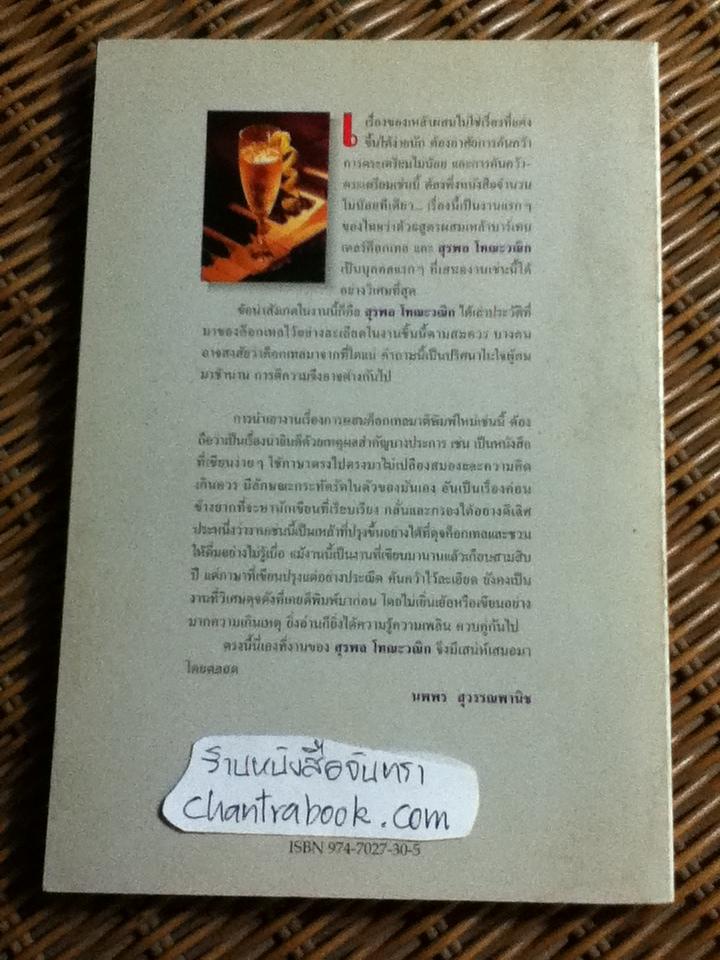 เรื่องของเหล้าผสมไม่ใช่เรื่องที่แต่ง
ขึ้นได้ง่ายนัก ต้องอาศัยการค้นคว้า
การตระเตรียมไม่น้อย และการค้นคว้า-
ตระเตรียมเช่นนี้ ต้องพึ่งหนังสือจำนวน
ไม่น้อยทีเดียว... เรื่องนี้เป็นงานแรก ๆ
ของไทยว่าด้วยสูตรผสมเหล้าบาร์เทน
เดอร์ค็อกเทล และ สุรพล โทณะวณิก
เป็นบุคคลแรก ๆ ที่เสนองานเช่นนี้ได้
อย่างวิเศษที่สุด
ข้อน่าสังเกตในงานนี้ก็คือ สุรพล โทณะวณิก ได้เล่าประวัติที่
มาของค็อกเทลไว้อย่างละเอียดในงานชิ้นนี้ตามสมควร บางคน
อาจสงสัยว่าค็อกเทลมาจากที่ใดแน่ คำถามนี้เป็นปริศนาในใจผู้คน
มาช้านาน การตีความจึงอาจต่างกันไป
การนำเอางานเรื่องการผสมค็อกเทลมาตีพิมพ์ใหม่เช่นนี้ ต้อง
ถือว่าเป็นเรื่องน่ายินดีด้วยเหตุผลสำคัญบางประการ เช่น เป็นหนังสือ
ที่เขียนง่าย ๆ ใช้ภาษาตรงไปตรงมาไม่เปลืองสมองและความคิด
เกินควร มีลักษณะกระทัดรัดในตัวของมันเอง อันเป็นเรื่องค่อน
ข้างยากที่จะหานักเขียนที่เรียบเรียง กลั่นและกรองได้อย่างดีเลิศ
ประหนึ่งว่างานเช่นนี้เป็นเหล้าที่ปรุงขึ้นอย่างได้ที่ดุจค็อกเทลและชวน
ให้ดื่มอย่างไม่รู้เบื่อ แม้งานนี้เป็นงานที่เขียนมานานแล้วเกือบสามสิบ
ปี แต่ภาษาที่เขียนปรุงแต่งอย่างประณีต ค้นคว้าไว้ละเอียด ยังคงเป็น
งานที่วิเศษดุจดังที่เคยตีพิมพ์มาก่อน โดยไม่เยิ่นเย้อหรือเขียนอย่าง
มากความเกินเหตุ ยิ่งอ่านก็ยิ่งได้ความรู้ความเพลิน ควบคู่กันไป
ตรงนี้นี่เองที่งานของ สุรพล โทณะวณิก จึงมีเสน่ห์เสมอมา
โดยตลอด
นพพร สุวรรณพานิช
ร้านหนังสือจันทรา
chantrabook.com
ISBN 974-7027-30-5